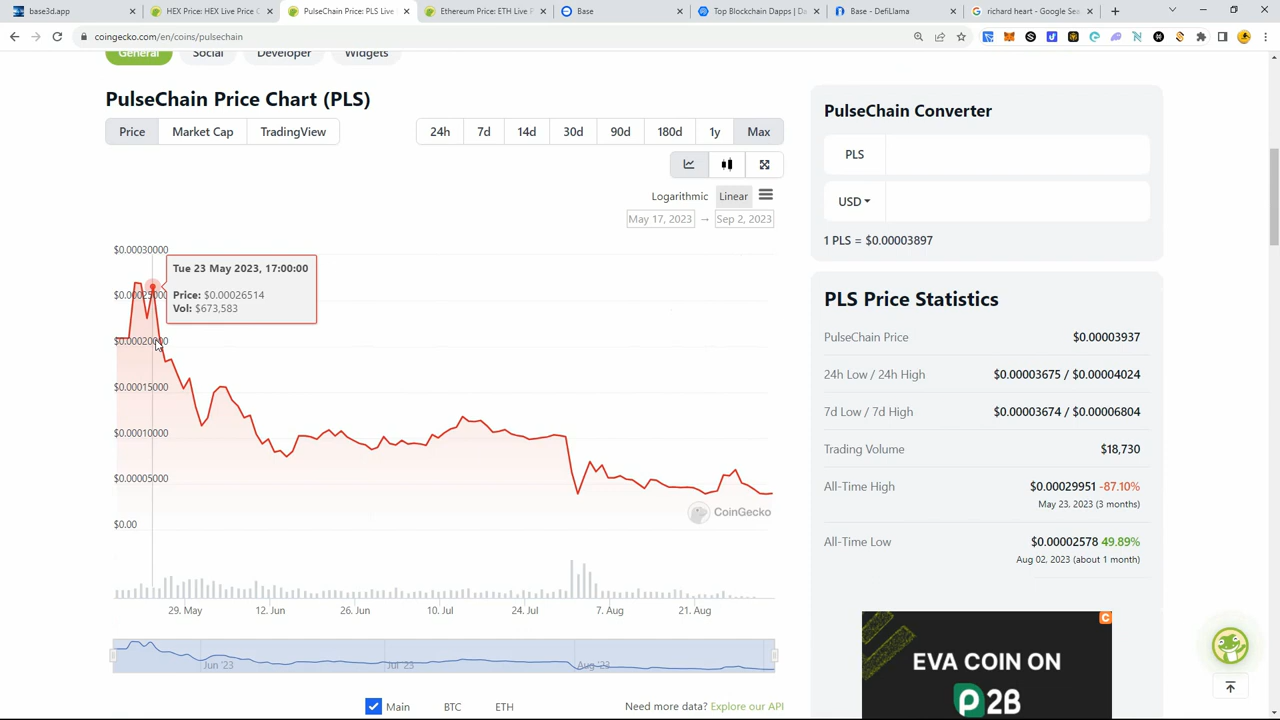 base3d.app
HEX Price: HEX Live Price C
PulseChain Price: PLS Live
Ethereum Price: ETH Live P
Base
Top Blockchain Dapps | Da
Base - DefiLlama
richard heart - Google Sea
coingecko.com/en/coins/pulsechain
General
Social
Developer
Widgets
PulseChain Price Chart (PLS)
Price
Market Cap
TradingView
24h
7d
14d
30d
90d
180d
1y
Max
Logarithmic
Linear
May 17, 2023 → Sep 2, 2023
$0.00030000
$0.00025000
$0.00020000
$0.00015000
$0.00010000
$0.00005000
$0.00
Tue 23 May 2023, 17:00:00
Price: $0.00026514
Vol: $673,583
CoinGecko
29. May
12. Jun
26. Jun
10. Jul
24. Jul
7. Aug
21. Aug
Jun '23
Jul '23
Aug '23
Main
BTC
ETH
Need more data? Explore our API
PulseChain Converter
PLS
USD
1 PLS = $0.00003897
PLS Price Statistics
PulseChain Price $0.00003937
24h Low / 24h High $0.00003675 / $0.00004024
7d Low / 7d High $0.00003674 / $0.00006804
Trading Volume $18,730
All-Time High $0.00029951 -87.10%
May 23, 2023 (3 months)
All-Time Low $0.00002578 49.89%
Aug 02, 2023 (about 1 month)
C
EVA COIN ON
P2B